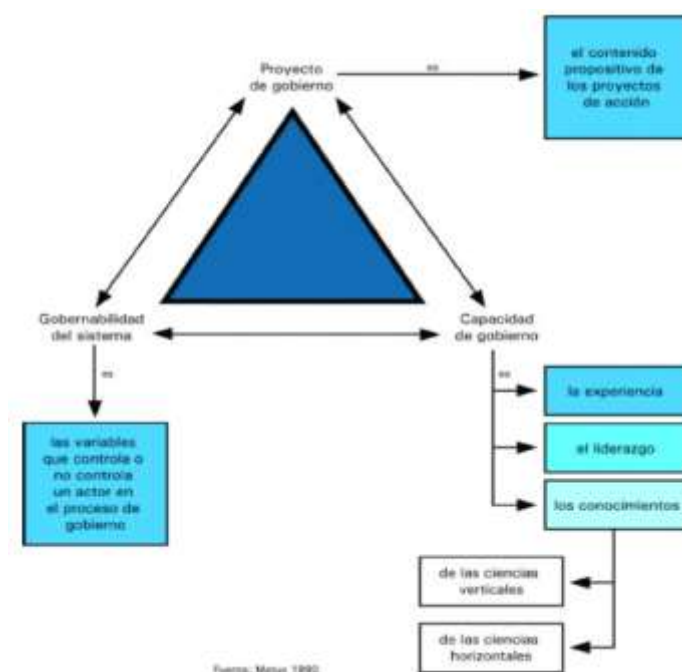 Proyecto
de gobierno
es
el contenido
propositivo de
los proyectos
de acción
Gobernabilidad
del sistema
Capacidad
de gobierno
es
es
las variables
que controla o
no controla
un actor en
el proceso de
gobierno
la experiencia
el liderazgo
los conocimientos
de las ciencias
verticales
de las ciencias
horizontales
Fuente: Matus